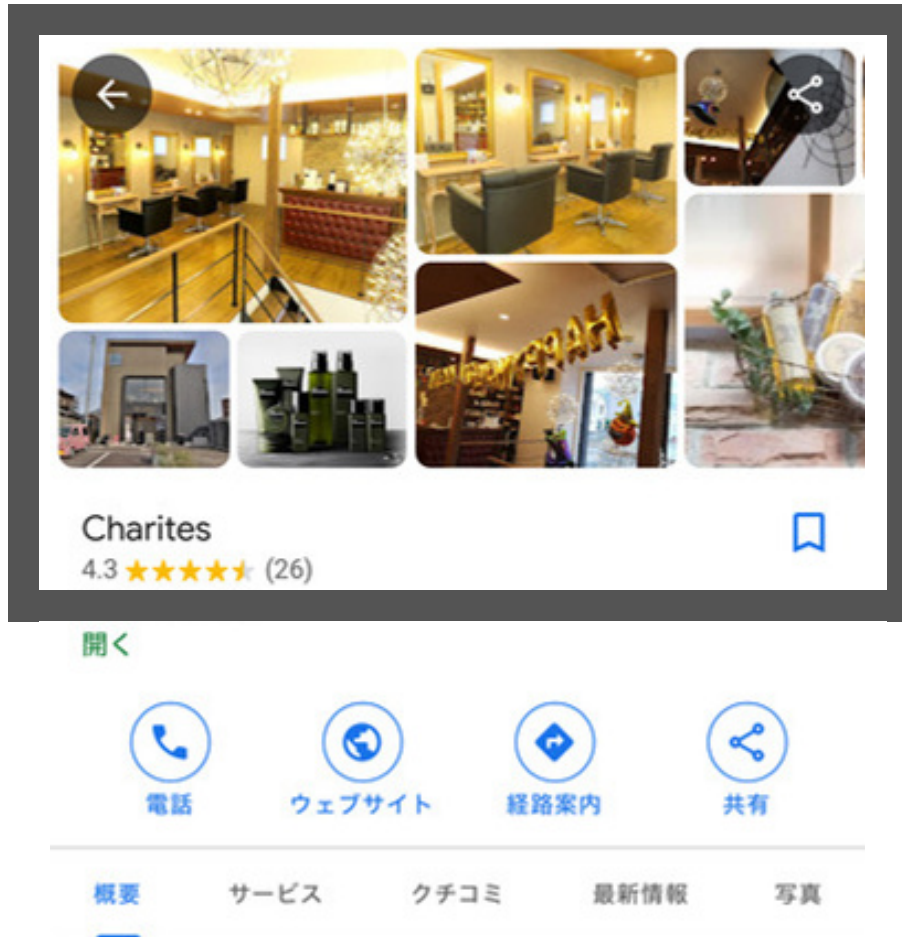 Charites
4.3 (26)
開く
電話 ウェブサイト 経路案内 共有
概要 サービス クチコミ 最新情報 写真